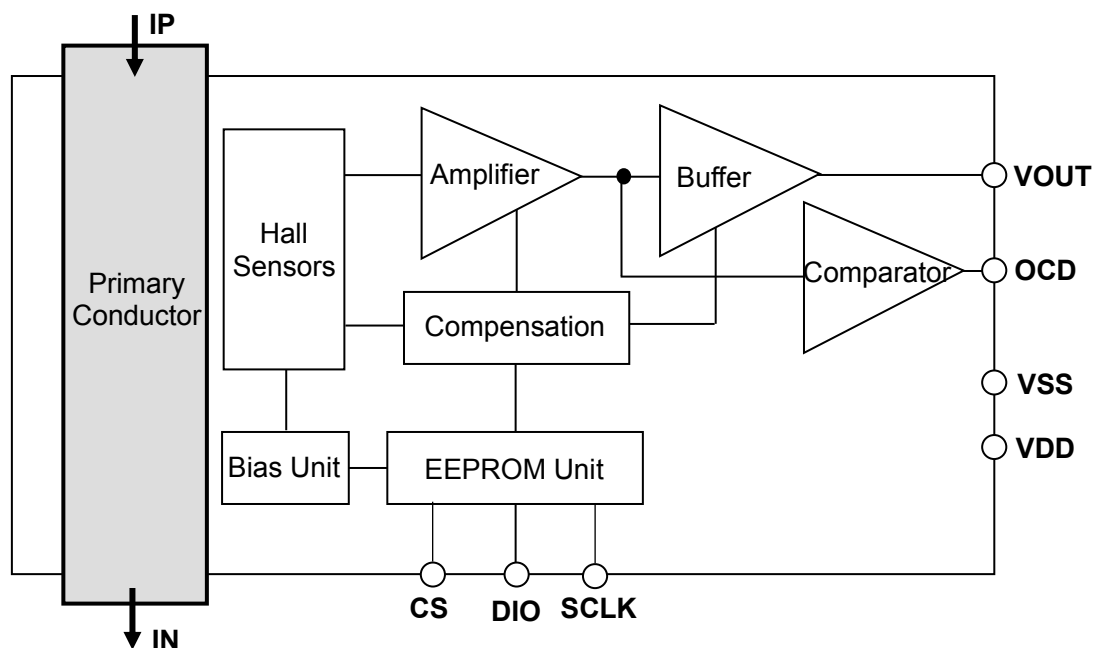 IP
Amplifier
Buffer
VOUT
Hall
Sensors
Comparator
OCD
Primary
Conductor
Compensation
VSS
VDD
Bias Unit
EEPROM Unit
CS
DIO
SCLK
IN